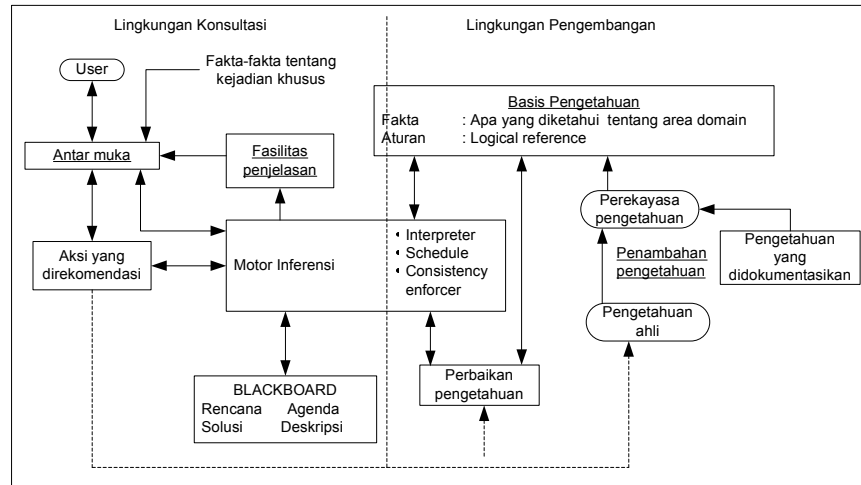 Lingkungan Konsultasi
Lingkungan Pengembangan
User
Fakta-fakta tentang
kejadian khusus
Basis Pengetahuan
Fakta : Apa yang diketahui tentang area domain
Aturan : Logical reference
Antar muka
Fasilitas
penjelasan
Perekayasa
pengetahuan
Aksi yang
direkomendasi
Motor Inferensi
• Interpreter
• Schedule
• Consistency
enforcer
Penambahan
pengetahuan
Pengetahuan
yang
didokumentasikan
Pengetahuan
ahli
BLACKBOARD
Rencana Agenda
Solusi Deskripsi
Perbaikan
pengetahuan